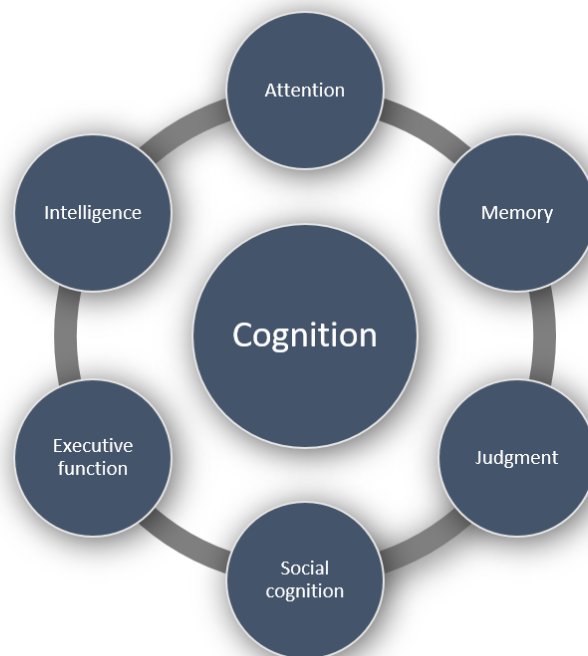 Attention
Intelligence
Memory
Cognition
Executive
function
Judgment
Social
cognition